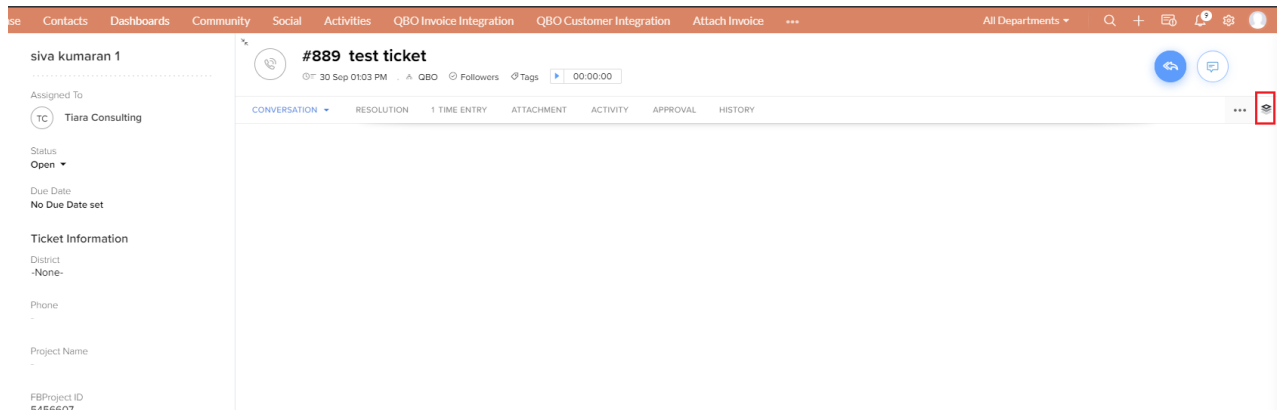 se Contacts Dashboards Community Social Activities QBO Invoice Integration QBO Customer Integration Attach Invoice ••• All Departments
siva kumaran 1
Assigned To
TC Tiara Consulting
Status
Open
Due Date
No Due Date set
Ticket Information
District
-None-
Phone
-
Project Name
-
FBProject ID
5456607
#889 test ticket
30 Sep 01:03 PM . QBO Followers Tags 00:00:00
CONVERSATION RESOLUTION 1 TIME ENTRY ATTACHMENT ACTIVITY APPROVAL HISTORY •••